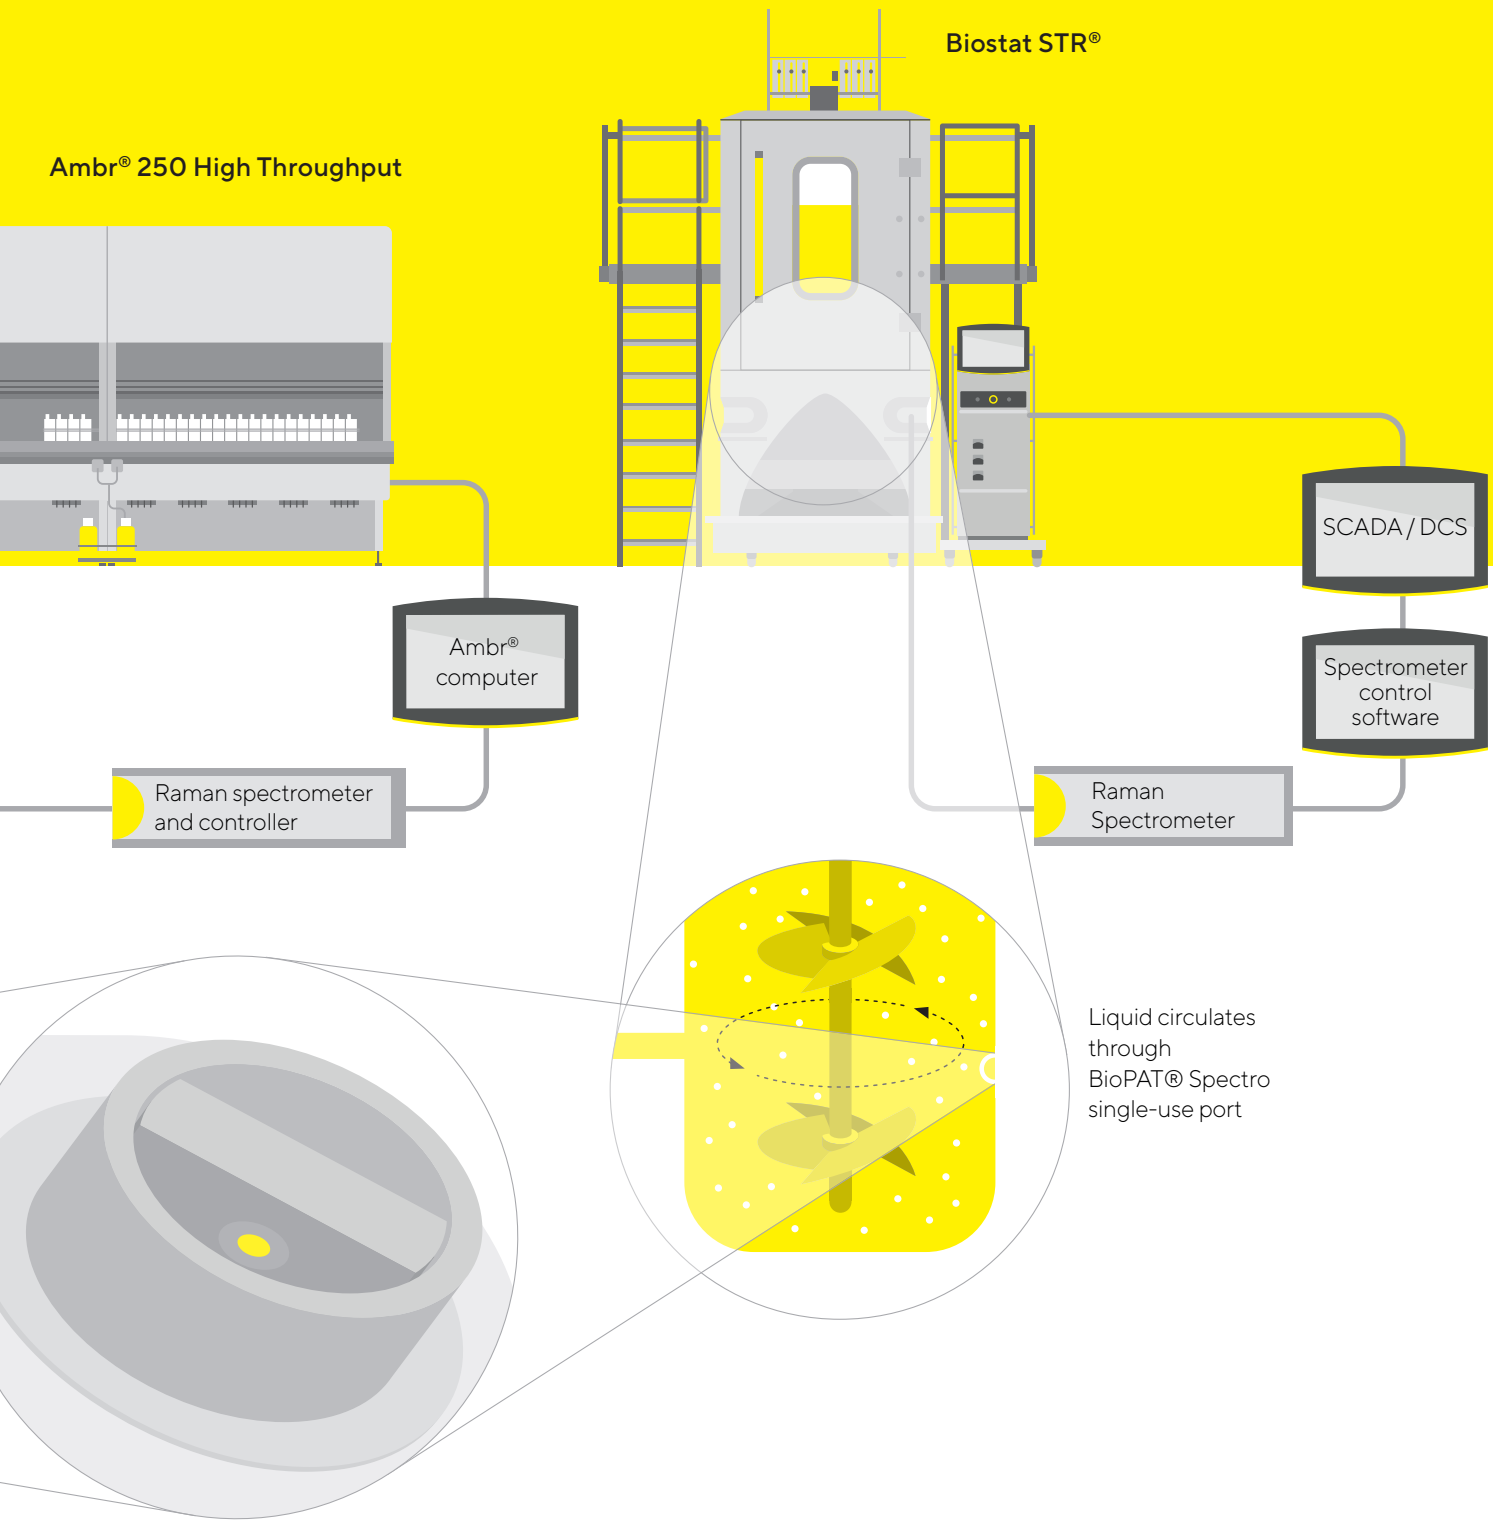 Biostat STR®
Ambr® 250 High Throughput
SCADA / DCS
Ambr®
computer
Spectrometer
control
software
Raman spectrometer
and controller
Raman
Spectrometer
Liquid circulates
through
BioPAT® Spectro
single-use port